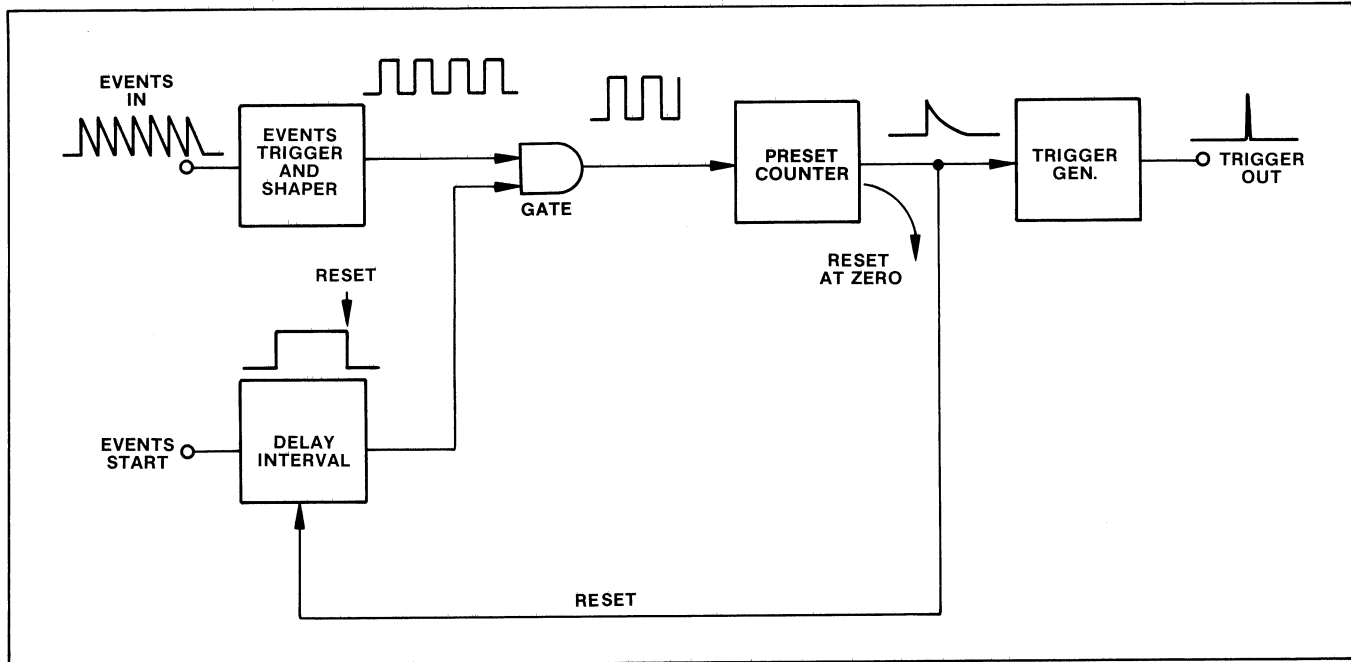 EVENTS
IN
EVENTS
TRIGGER
AND
SHAPER
GATE
PRESET
COUNTER
TRIGGER
GEN.
TRIGGER
OUT
RESET
AT ZERO
RESET
EVENTS
START
DELAY
INTERVAL
RESET